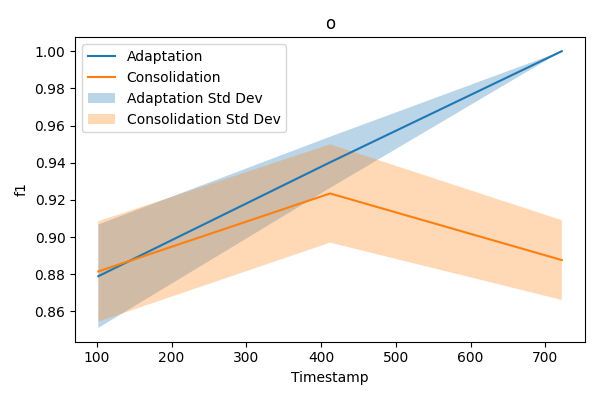 o
Adaptation
Consolidation
Adaptation Std Dev
Consolidation Std Dev
1.00
0.98
0.96
0.94
0.92
0.90
0.88
0.86
f1
100 200 300 400 500 600 700
Timestamp